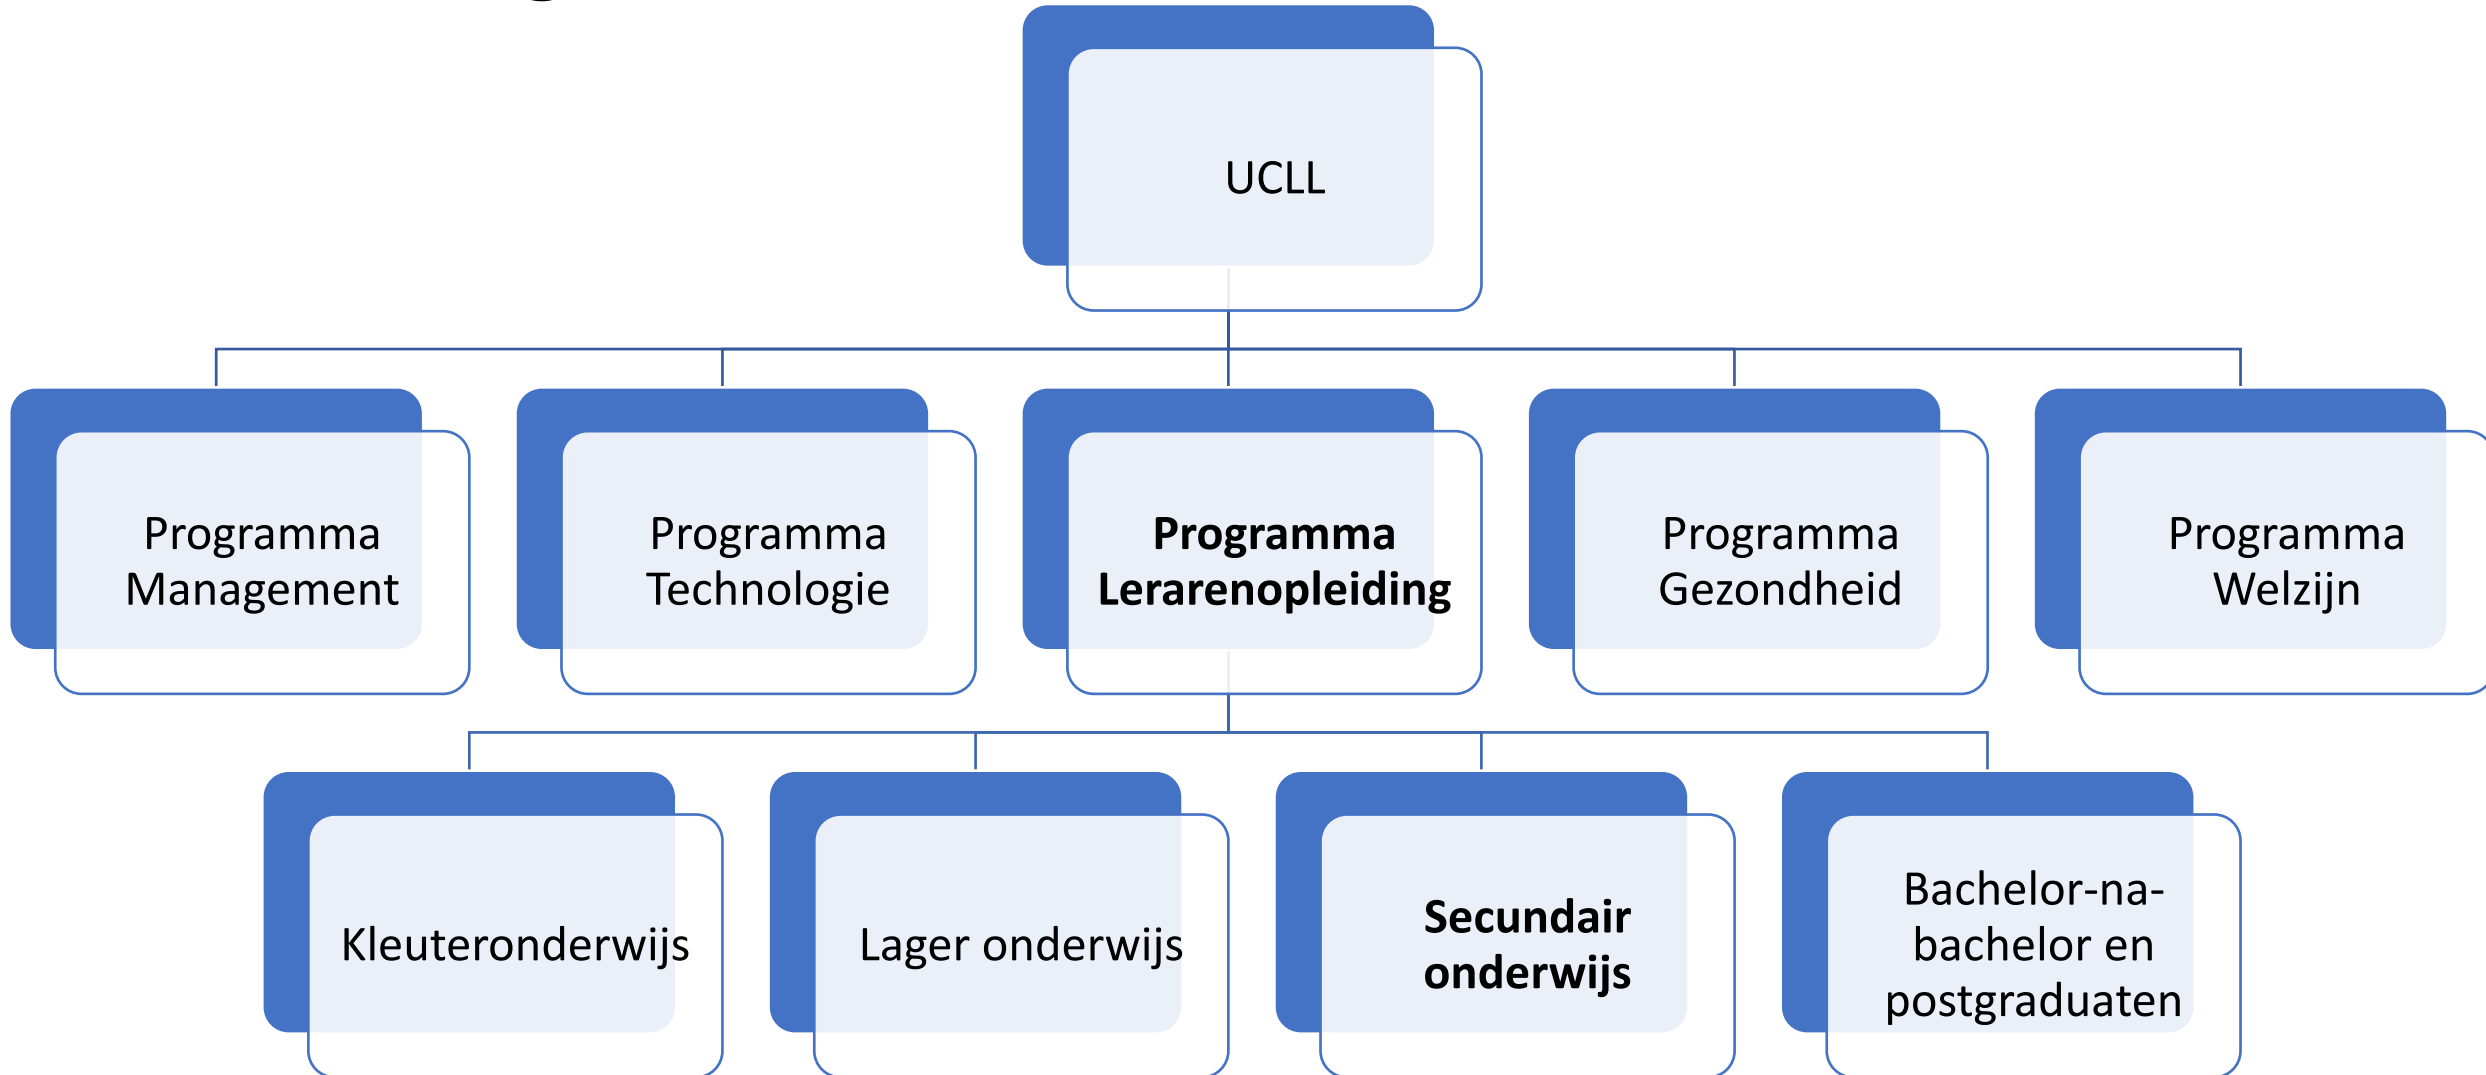 UCLL
Programma
Management
Programma
Technologie
Programma
Lerarenopleiding
Programma
Gezondheid
Programma
Welzijn
Kleuteronderwijs
Lager onderwijs
Secundair
onderwijs
Bachelor-na-
bachelor en
postgraduaten